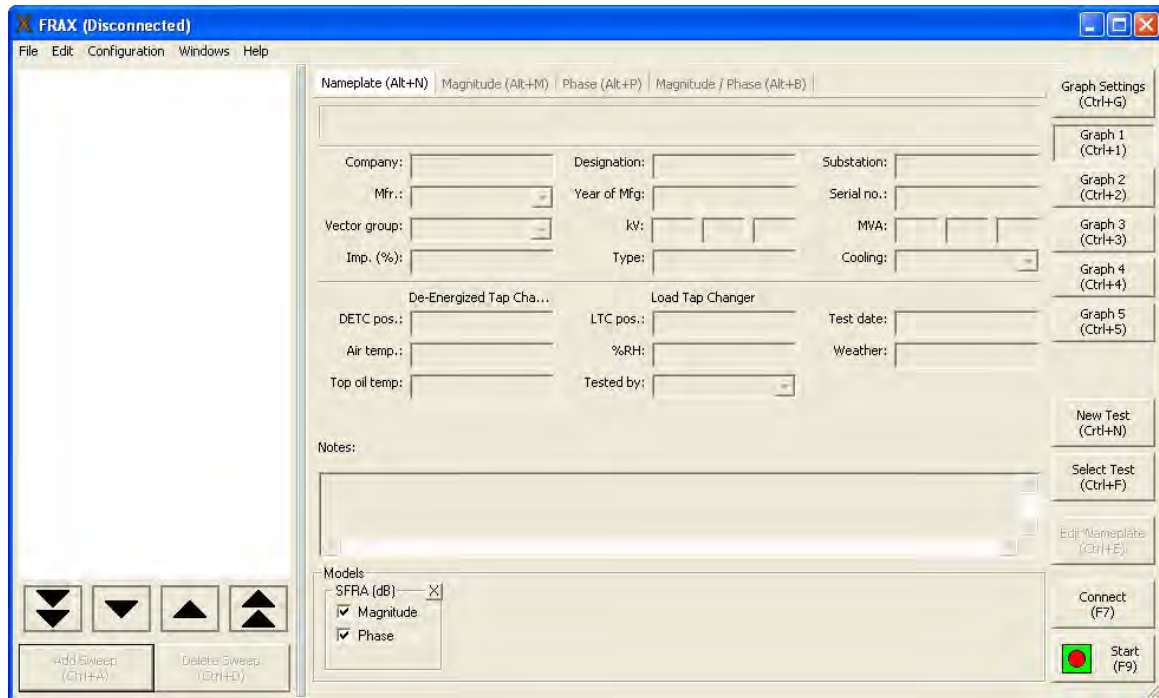 FRAX (Disconnected)
File Edit Configuration Windows Help
Nameplate (Alt+N) Magnitude (Alt+M) Phase (Alt+P) Magnitude / Phase (Alt+B)
Company: Designation: Substation:
Mfr.: Year of Mfg: Serial no.:
Vector group: kV: MVA:
Imp. (%): Type: Cooling:
De-Energized Tap Cha... Load Tap Changer
DETC pos.: LTC pos.: Test date:
Air temp.: %RH: Weather:
Top oil temp: Tested by:
Notes:
Models
SFRA (dB) X
Magnitude
Phase
Add Sweep
(Ctrl+A)
Delete Sweep
(Ctrl+D)
Graph Settings
(Ctrl+G)
Graph 1
(Ctrl+1)
Graph 2
(Ctrl+2)
Graph 3
(Ctrl+3)
Graph 4
(Ctrl+4)
Graph 5
(Ctrl+5)
New Test
(Crtl+N)
Select Test
(Ctrl+F)
Edit Nameplate
(Ctrl+E)
Connect
(F7)
Start
(F9)